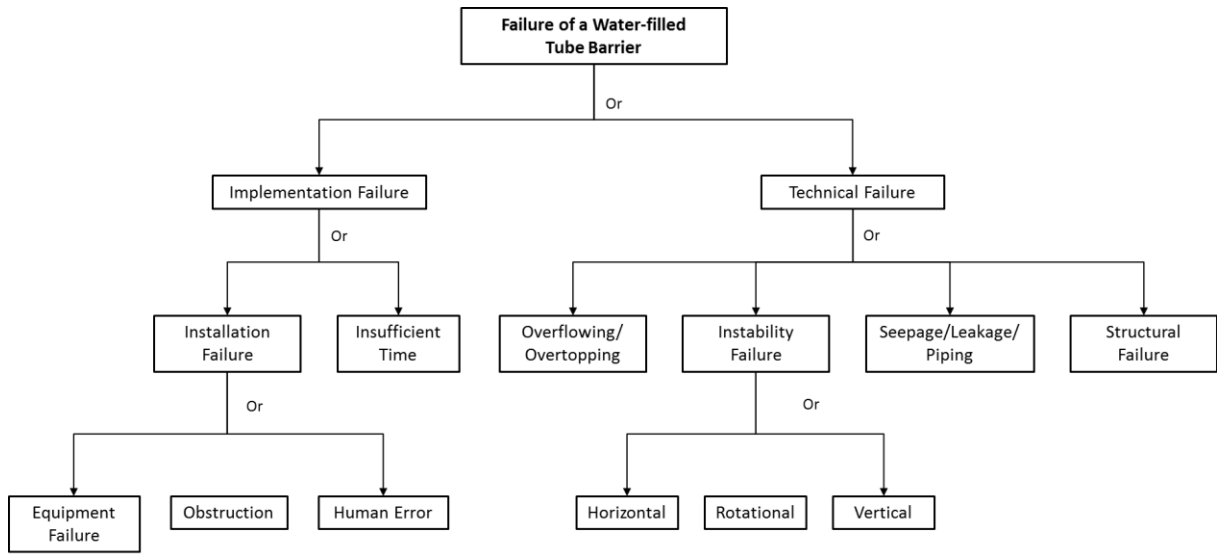 Failure of a Water-filled
Tube Barrier
Or
Implementation Failure
Technical Failure
Or
Or
Installation
Failure
Insufficient
Time
Overflowing/
Overtopping
Instability
Failure
Seepage/Leakage/
Piping
Structural
Failure
Or
Or
Equipment
Failure
Obstruction
Human Error
Horizontal
Rotational
Vertical